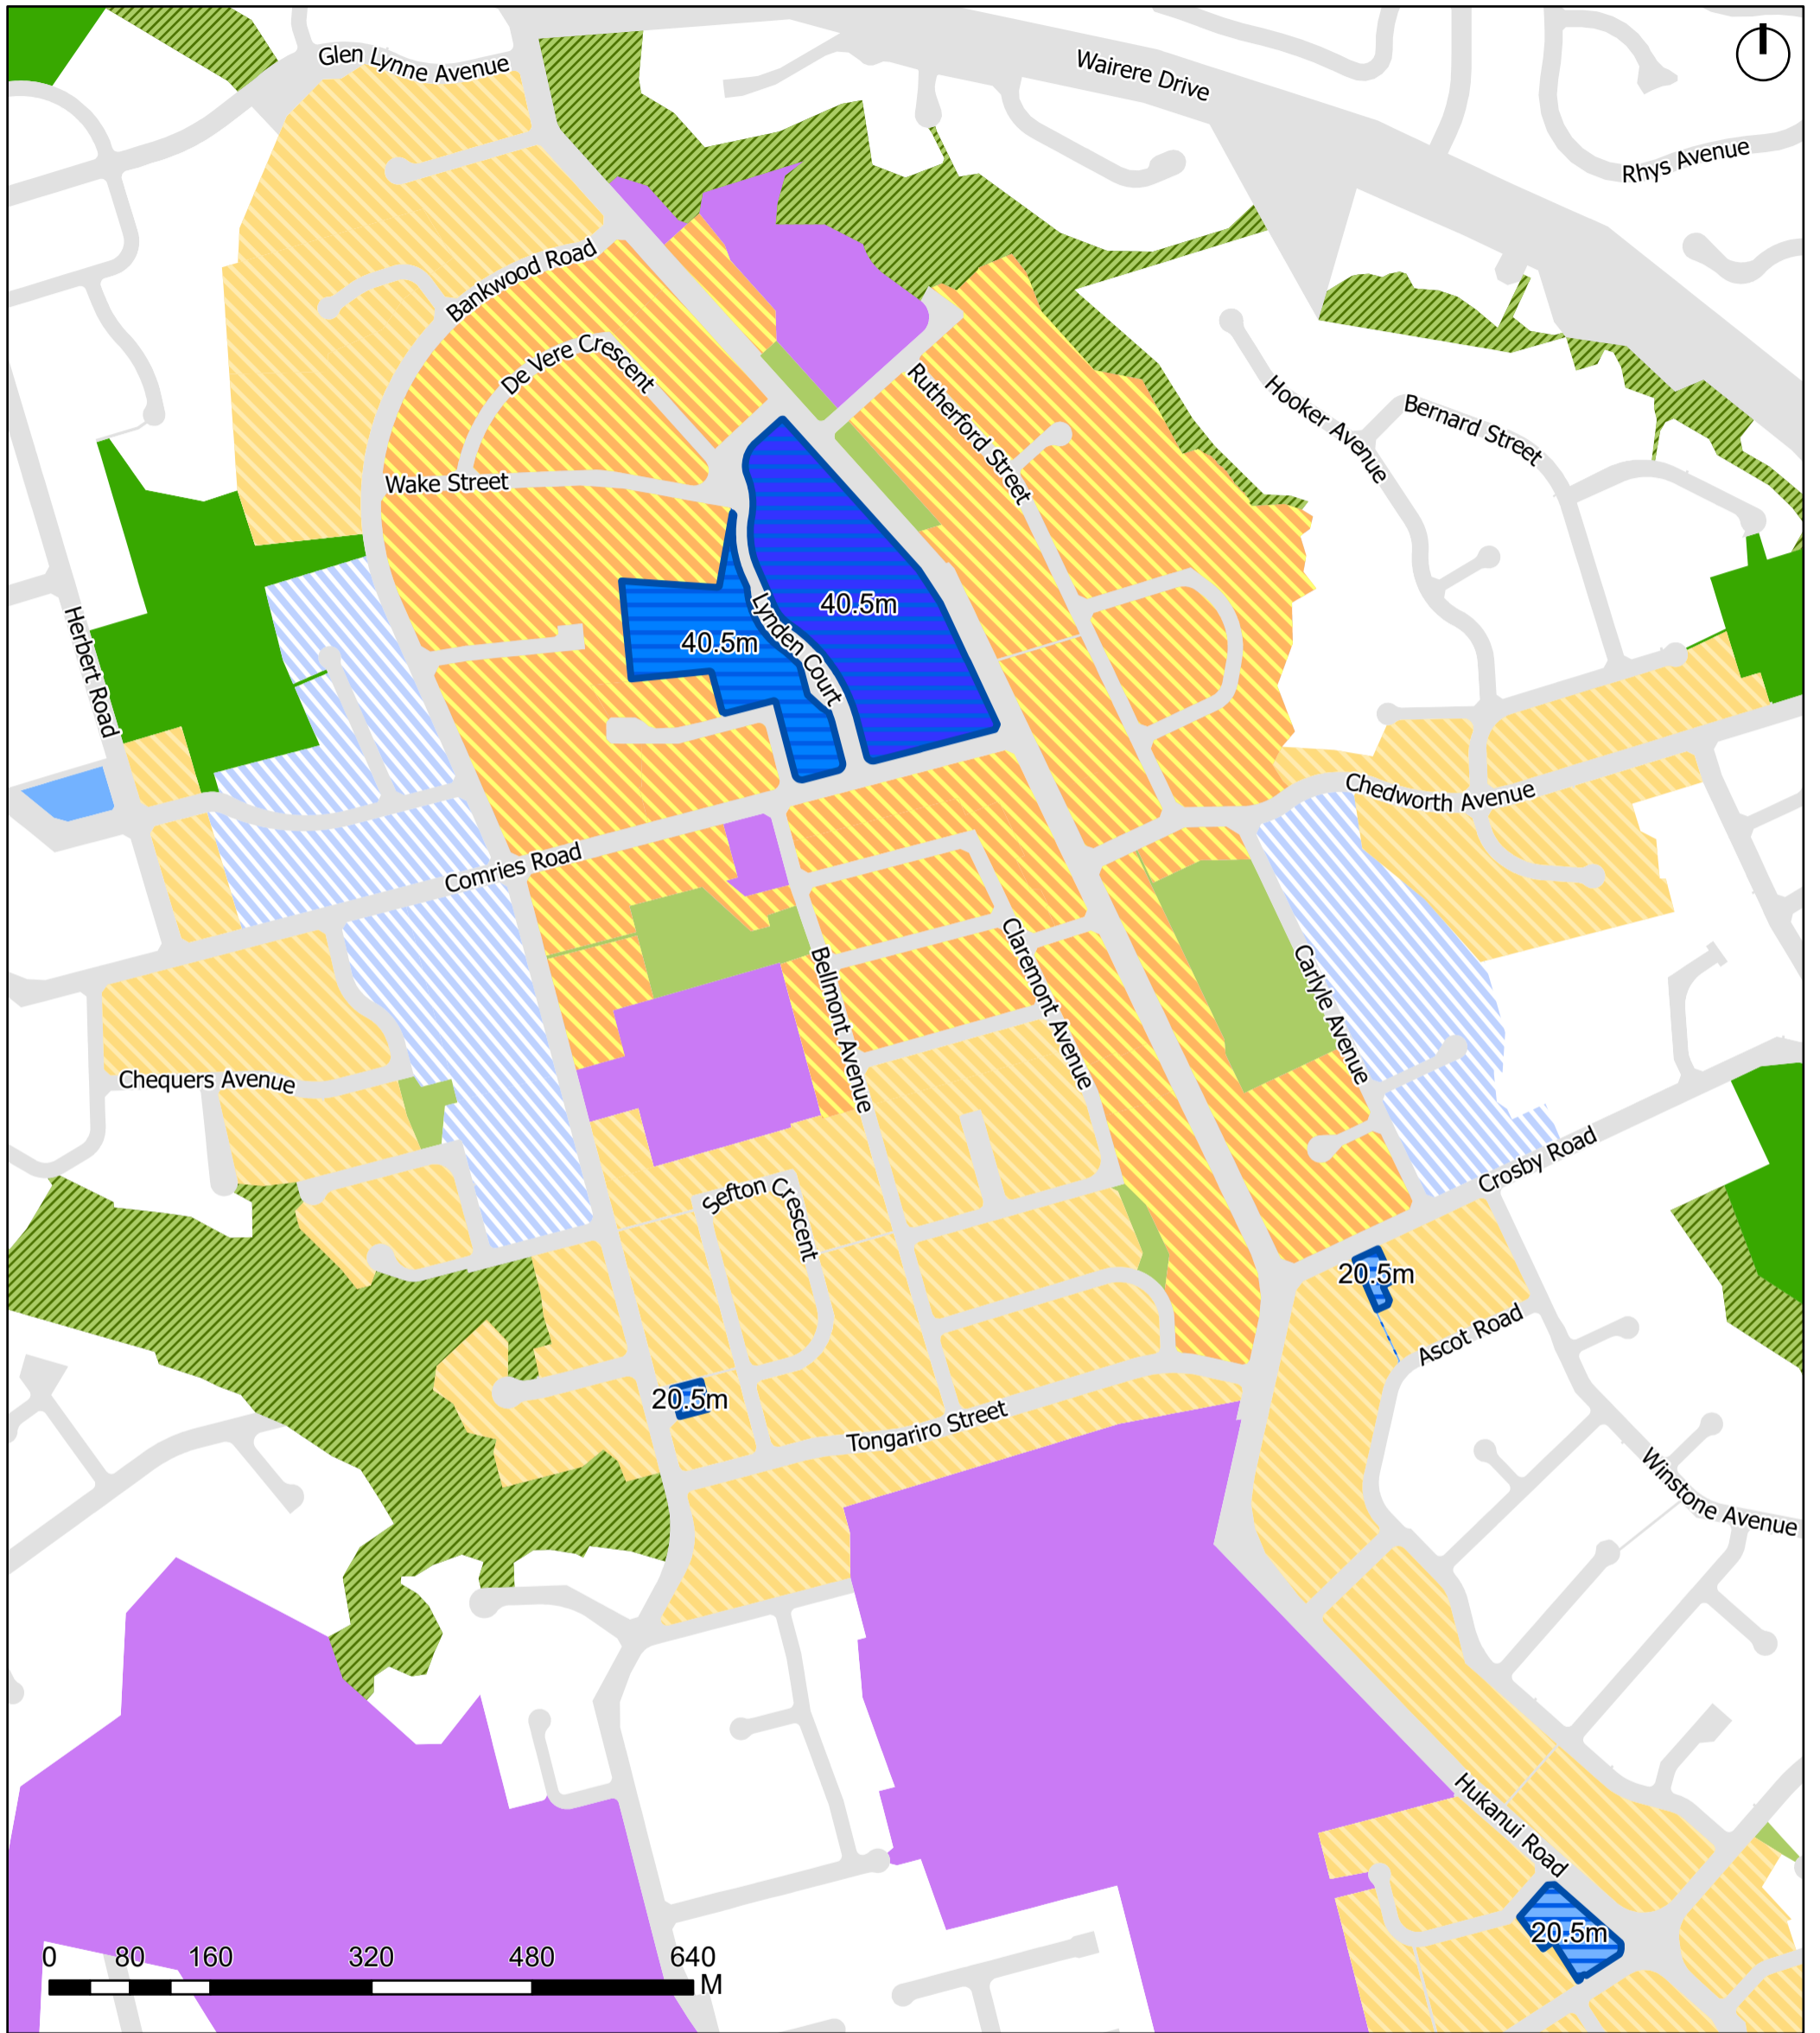 Glen Lynne Avenue
Wairere Drive
Rhys Avenue
Bankwood Road
De Vere Crescent
Rutherford Street
Hooker Avenue
Bernard Street
Wake Street
40.5m
40.5m
Lynden Court
Herbert Road
Chedworth Avenue
Comries Road
Claremont Avenue
Carlyle Avenue
Bellmont Avenue
Chequers Avenue
Crosby Road
Sefton Crescent
20.5m
Ascot Road
20.5m
Tongariro Street
Winstone Avenue
Hukanui Road
20.5m
0 80 160 320 480 640
M